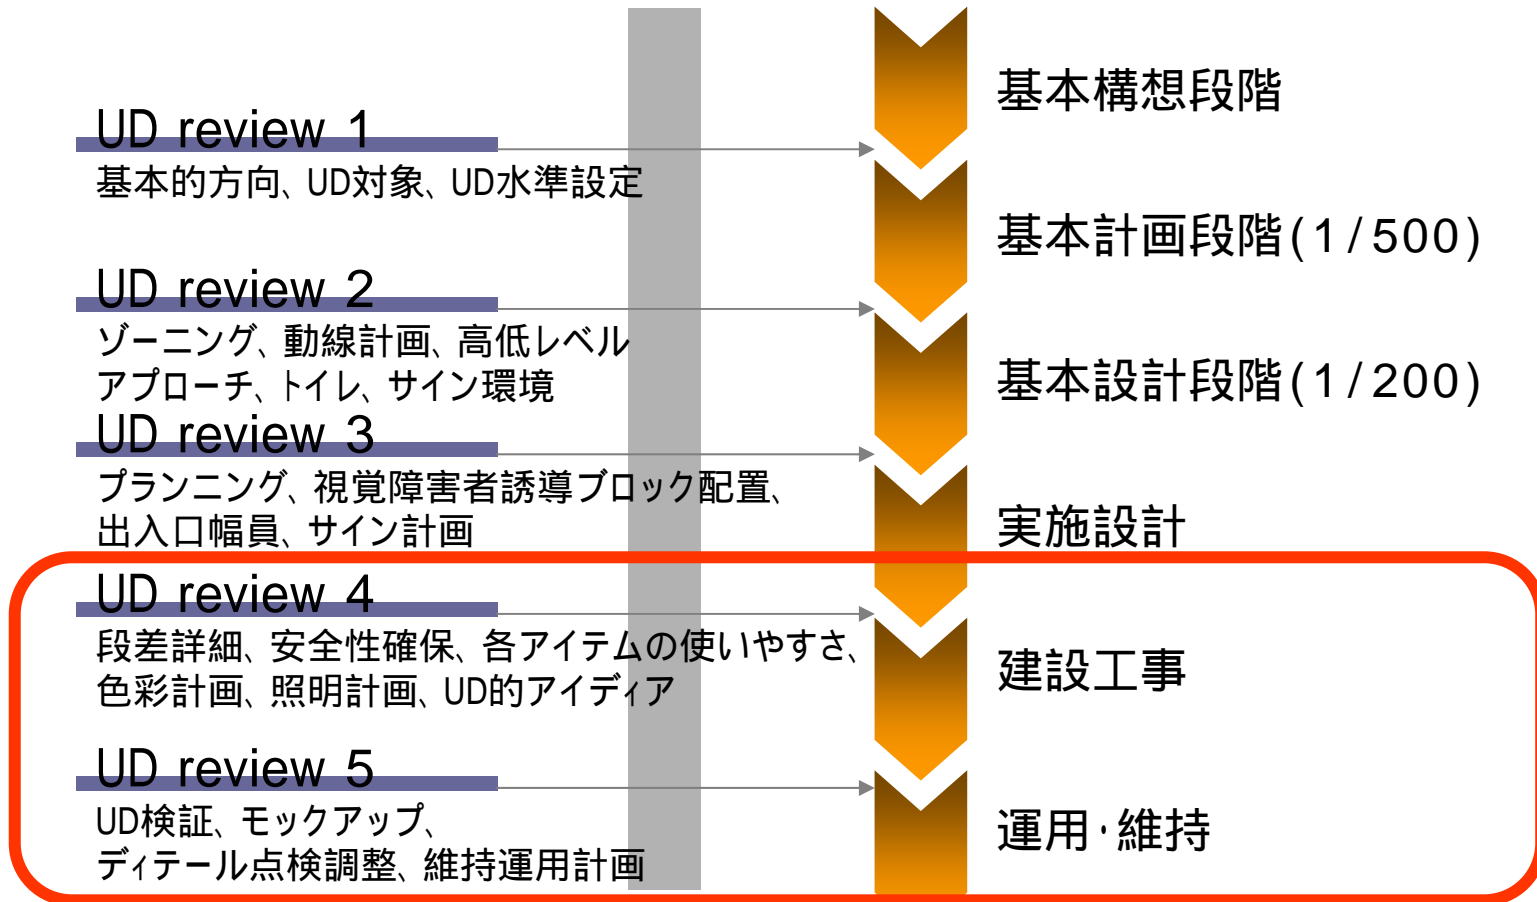 基本構想段階
UD review 1
基本的方向、UD対象、UD水準設定
基本計画段階(1/500)
UD review 2
ゾーニング、動線計画、高低レベル
アプローチ、トイレ、サイン環境
基本設計段階(1/200)
UD review 3
プランニング、視覚障害者誘導ブロック配置、
出入口幅員、サイン計画
実施設計
UD review 4
段差詳細、安全性確保、各アイテムの使いやすさ、
色彩計画、照明計画、UD的アイディア
建設工事
UD review 5
UD検証、モックアップ、
ディテール点検調整、維持運用計画
運用・維持